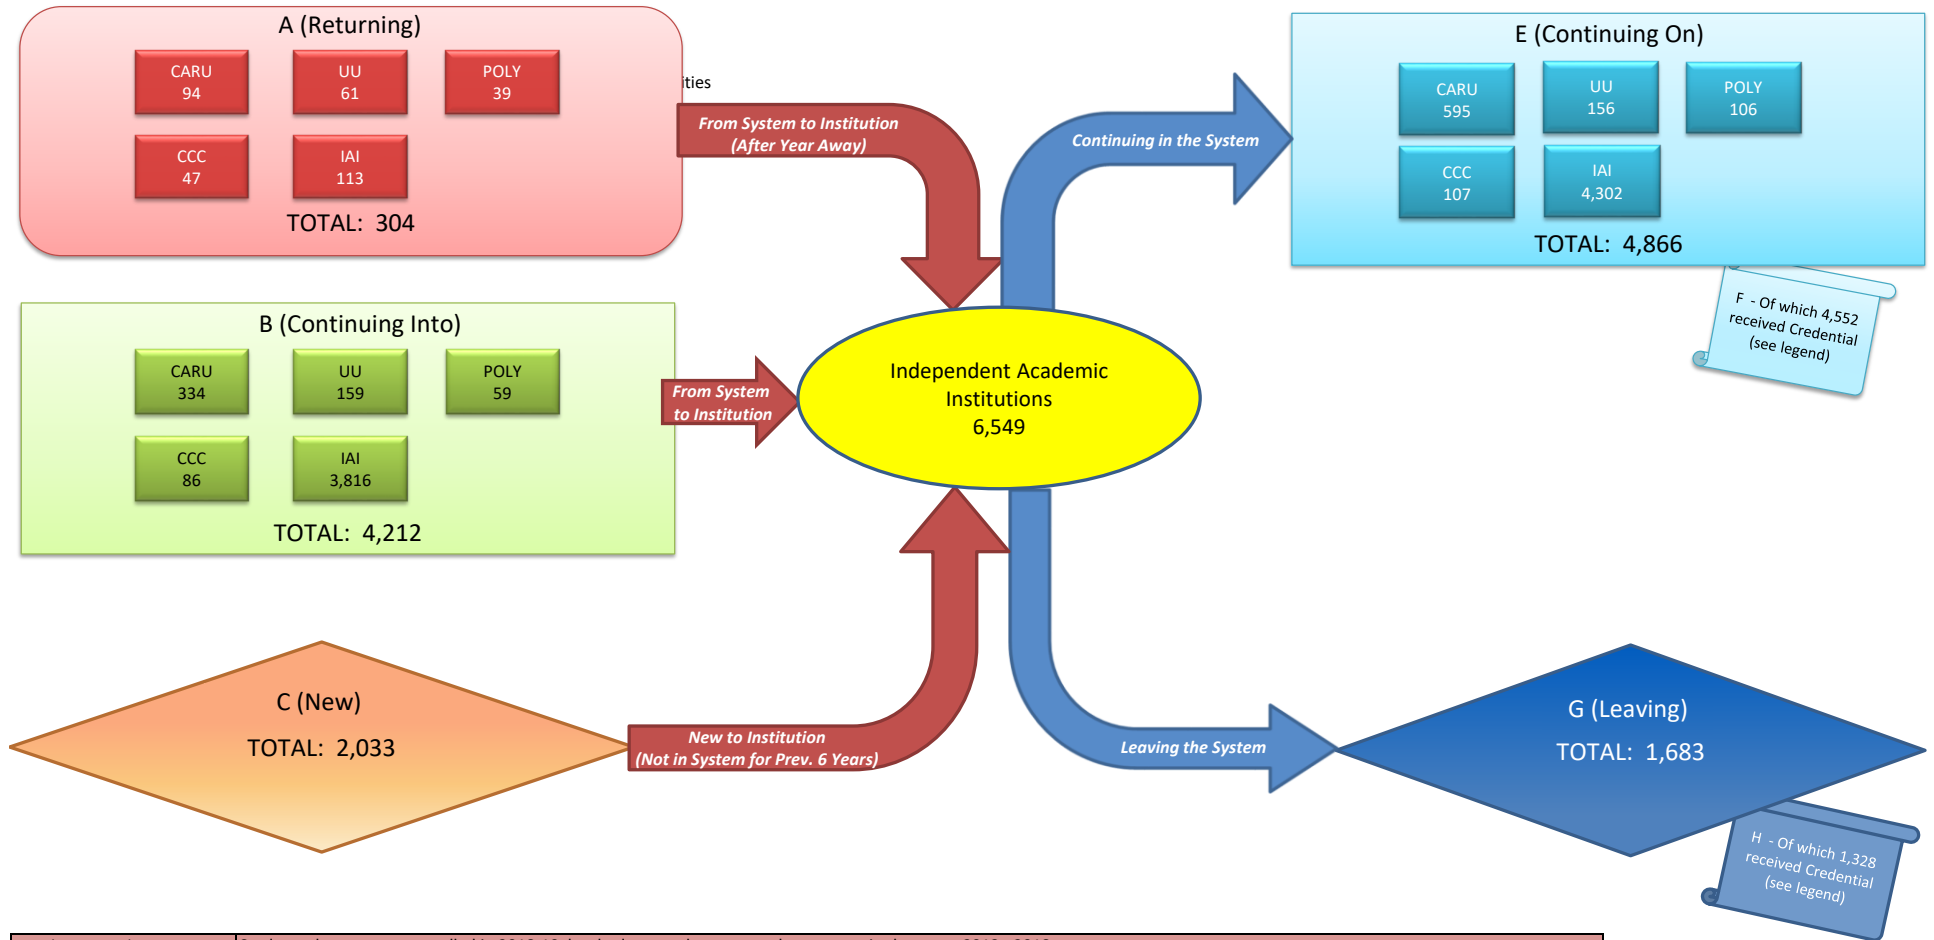 A (Returning)
CARU
94
UU
61
POLY
39
CCC
47
IAI
113
TOTAL: 304
ities
From System to Institution
(After Year Away)
Continuing in the System
E (Continuing On)
CARU
595
UU
156
POLY
106
CCC
107
IAI
4,302
TOTAL: 4,866
F - Of which 4,552
received Credential
(see legend)
B (Continuing Into)
CARU
334
UU
159
POLY
59
CCC
86
IAI
3,816
TOTAL: 4,212
From System
to Institution
Independent Academic
Institutions
6,549
C (New)
TOTAL: 2,033
New to Institution
(Not in System for Prev. 6 Years)
Leaving the System
G (Leaving)
TOTAL: 1,683
H - Of which 1,328
received Credential
(see legend)